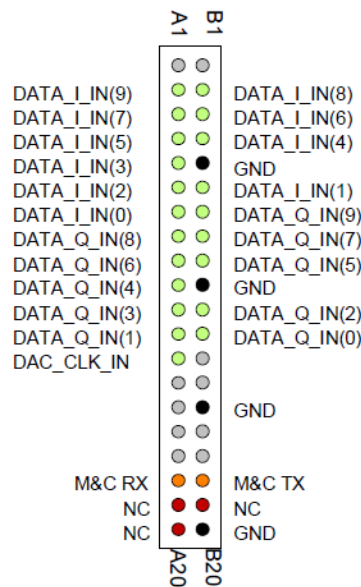 A1 B1
DATA_I_IN(9) DATA_I_IN(8)
DATA_I_IN(7) DATA_I_IN(6)
DATA_I_IN(5) DATA_I_IN(4)
DATA_I_IN(3) GND
DATA_I_IN(2) DATA_I_IN(1)
DATA_I_IN(0) DATA_Q_IN(9)
DATA_Q_IN(8) DATA_Q_IN(7)
DATA_Q_IN(6) DATA_Q_IN(5)
DATA_Q_IN(4) GND
DATA_Q_IN(3) DATA_Q_IN(2)
DATA_Q_IN(1) DATA_Q_IN(0)
DAC_CLK_IN
GND
M&C RX M&C TX
NC NC
NC GND
A20 B20